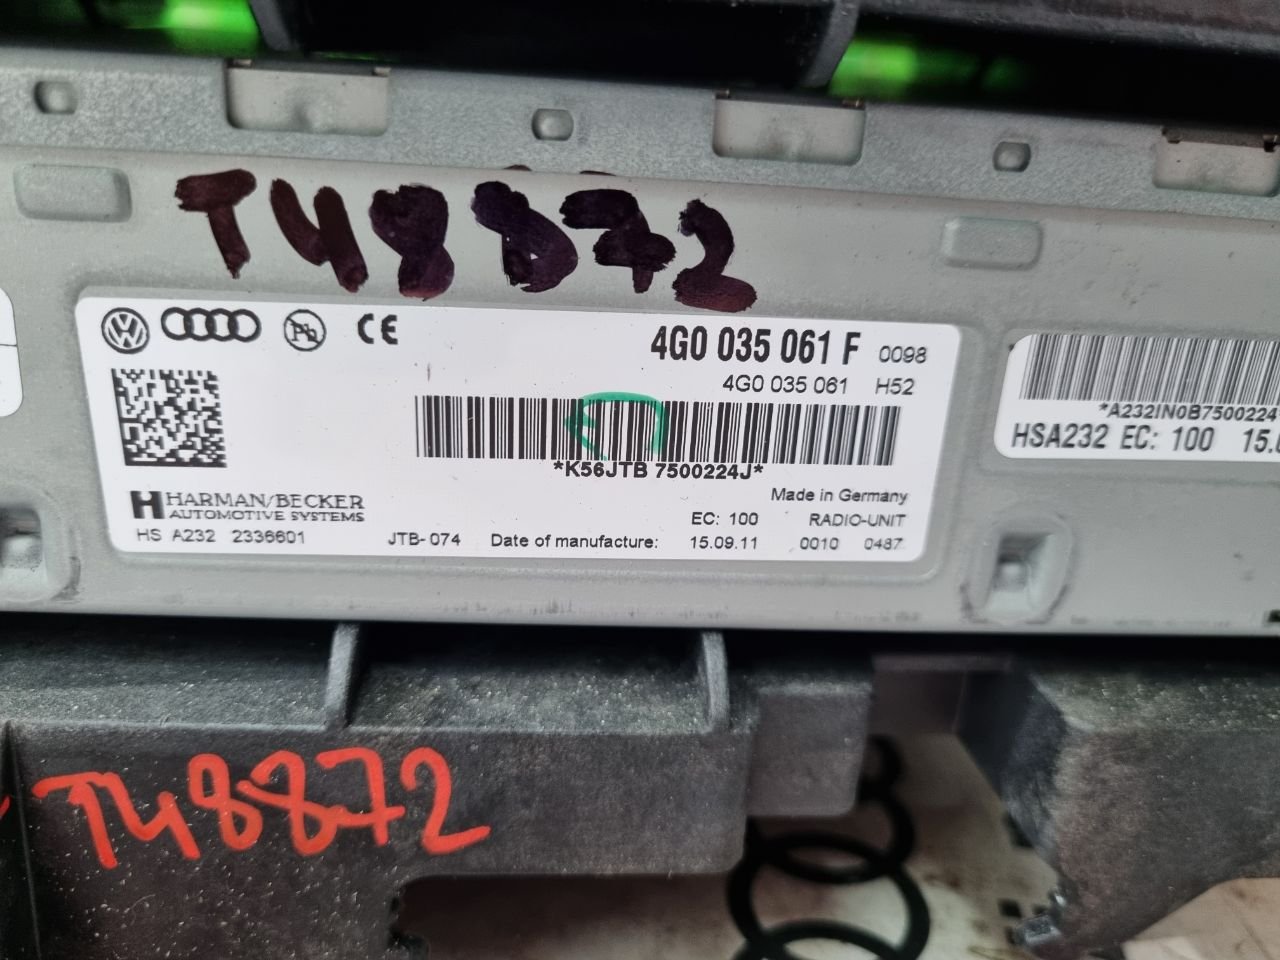 T48872
4G0 035 061 F 0098
4G0 035 061 H52
*K56JTB 7500224J*
Made in Germany
HARMAN/BECKER
AUTOMOTIVE SYSTEMS
EC: 100 RADIO-UNIT
HS A232 2336601 JTB-074 Date of manufacture: 15.09.11 0010 0487
*A232IN0B7500224
HSA232 EC: 100 15.
T48872